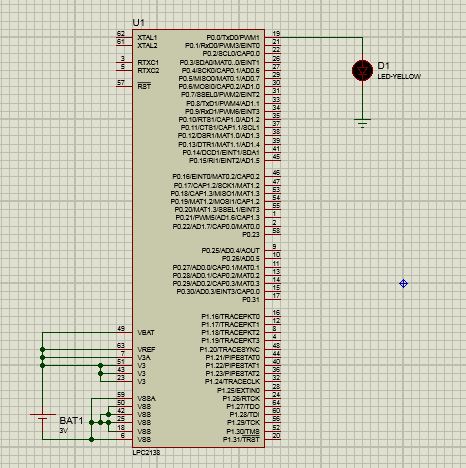 U1
62 XTAL1 P0.0/TxD0/PWM1 19
61 XTAL2 P0.1/RxD0/PWM3/EINT0 21
P0.2/SCL0/CAP0.0 22
3 RTXC1 P0.3/SDA0/MAT0.0/EINT1 26
5 RTXC2 P0.4/SCK0/CAP0.1/AD0.6 27
P0.5/MISO0/MAT0.1/AD0.7 29
57 RST P0.6/MOSI0/CAP0.2/AD1.0 30
P0.7/SSEL0/PWM2/EINT2 31
P0.8/TxD1/PWM4/AD1.1 33
P0.9/RxD1/PWM6/EINT3 34
P0.10/RTS1/CAP1.0/AD1.2 35
P0.11/CTS1/CAP1.1/SCL1 37
P0.12/DSR1/MAT1.0/AD1.3 38
P0.13/DTR1/MAT1.1/AD1.4 39
P0.14/DCD1/EINT1/SDA1 41
P0.15/RI1/EINT2/AD1.5 45
P0.16/EINT0/MAT0.2/CAP0.2 46
P0.17/CAP1.2/SCK1/MAT1.2 47
P0.18/CAP1.3/MISO1/MAT1.3 53
P0.19/MAT1.2/MOSI1/CAP1.2 54
P0.20/MAT1.3/SSEL1/EINT3 55
P0.21/PWM5/AD1.6/CAP1.3 1
P0.22/AD1.7/CAP0.0/MAT0.0 2
P0.23 58
P0.25/AD0.4/AOUT 9
P0.26/AD0.5 10
P0.27/AD0.0/CAP0.1/MAT0.1 11
P0.28/AD0.1/CAP0.2/MAT0.2 13
P0.29/AD0.2/CAP0.3/MAT0.3 14
P0.30/AD0.3/EINT3/CAP0.0 15
P0.31 17
P1.16/TRACEPKT0 16
P1.17/TRACEPKT1 12
49 VBAT P1.18/TRACEPKT2 8
P1.19/TRACEPKT3 4
63 VREF P1.20/TRACESYNC 48
7 V3A P1.21/PIPESTAT0 44
51 V3 P1.22/PIPESTAT1 40
43 V3 P1.23/PIPESTAT2 36
23 V3 P1.24/TRACECLK 32
P1.25/EXTIN0 28
59 VSSA P1.26/RTCK 24
50 VSS P1.27/TDO 64
42 VSS P1.28/TDI 60
25 VSS P1.29/TCK 56
18 VSS P1.30/TMS 52
6 VSS P1.31/TRST 20
LPC2138
D1
LED-YELLOW
BAT1
3V